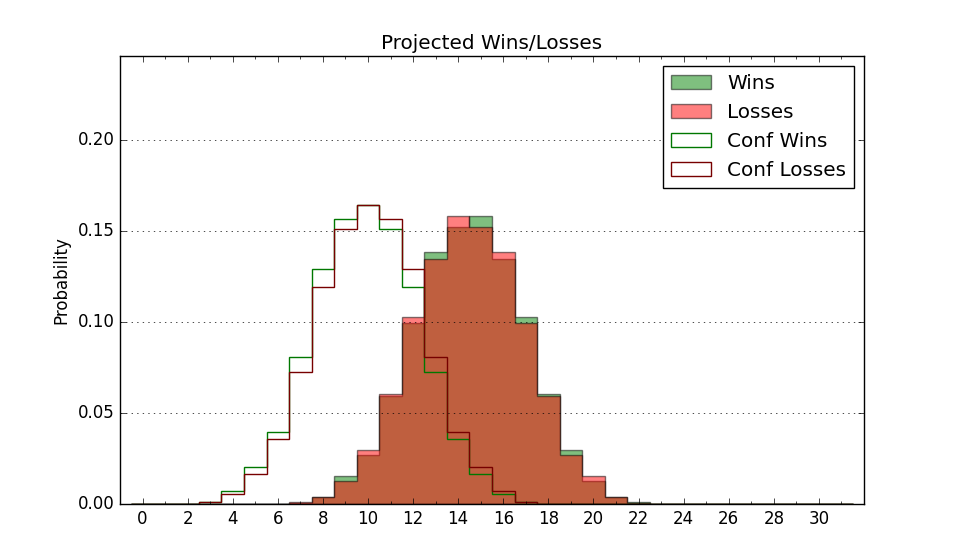 Projected Wins/Losses
Wins
Losses
Conf Wins
Conf Losses
Probability
0.20
0.15
0.10
0.05
0.00
0 2 4 6 8 10 12 14 16 18 20 22 24 26 28 30